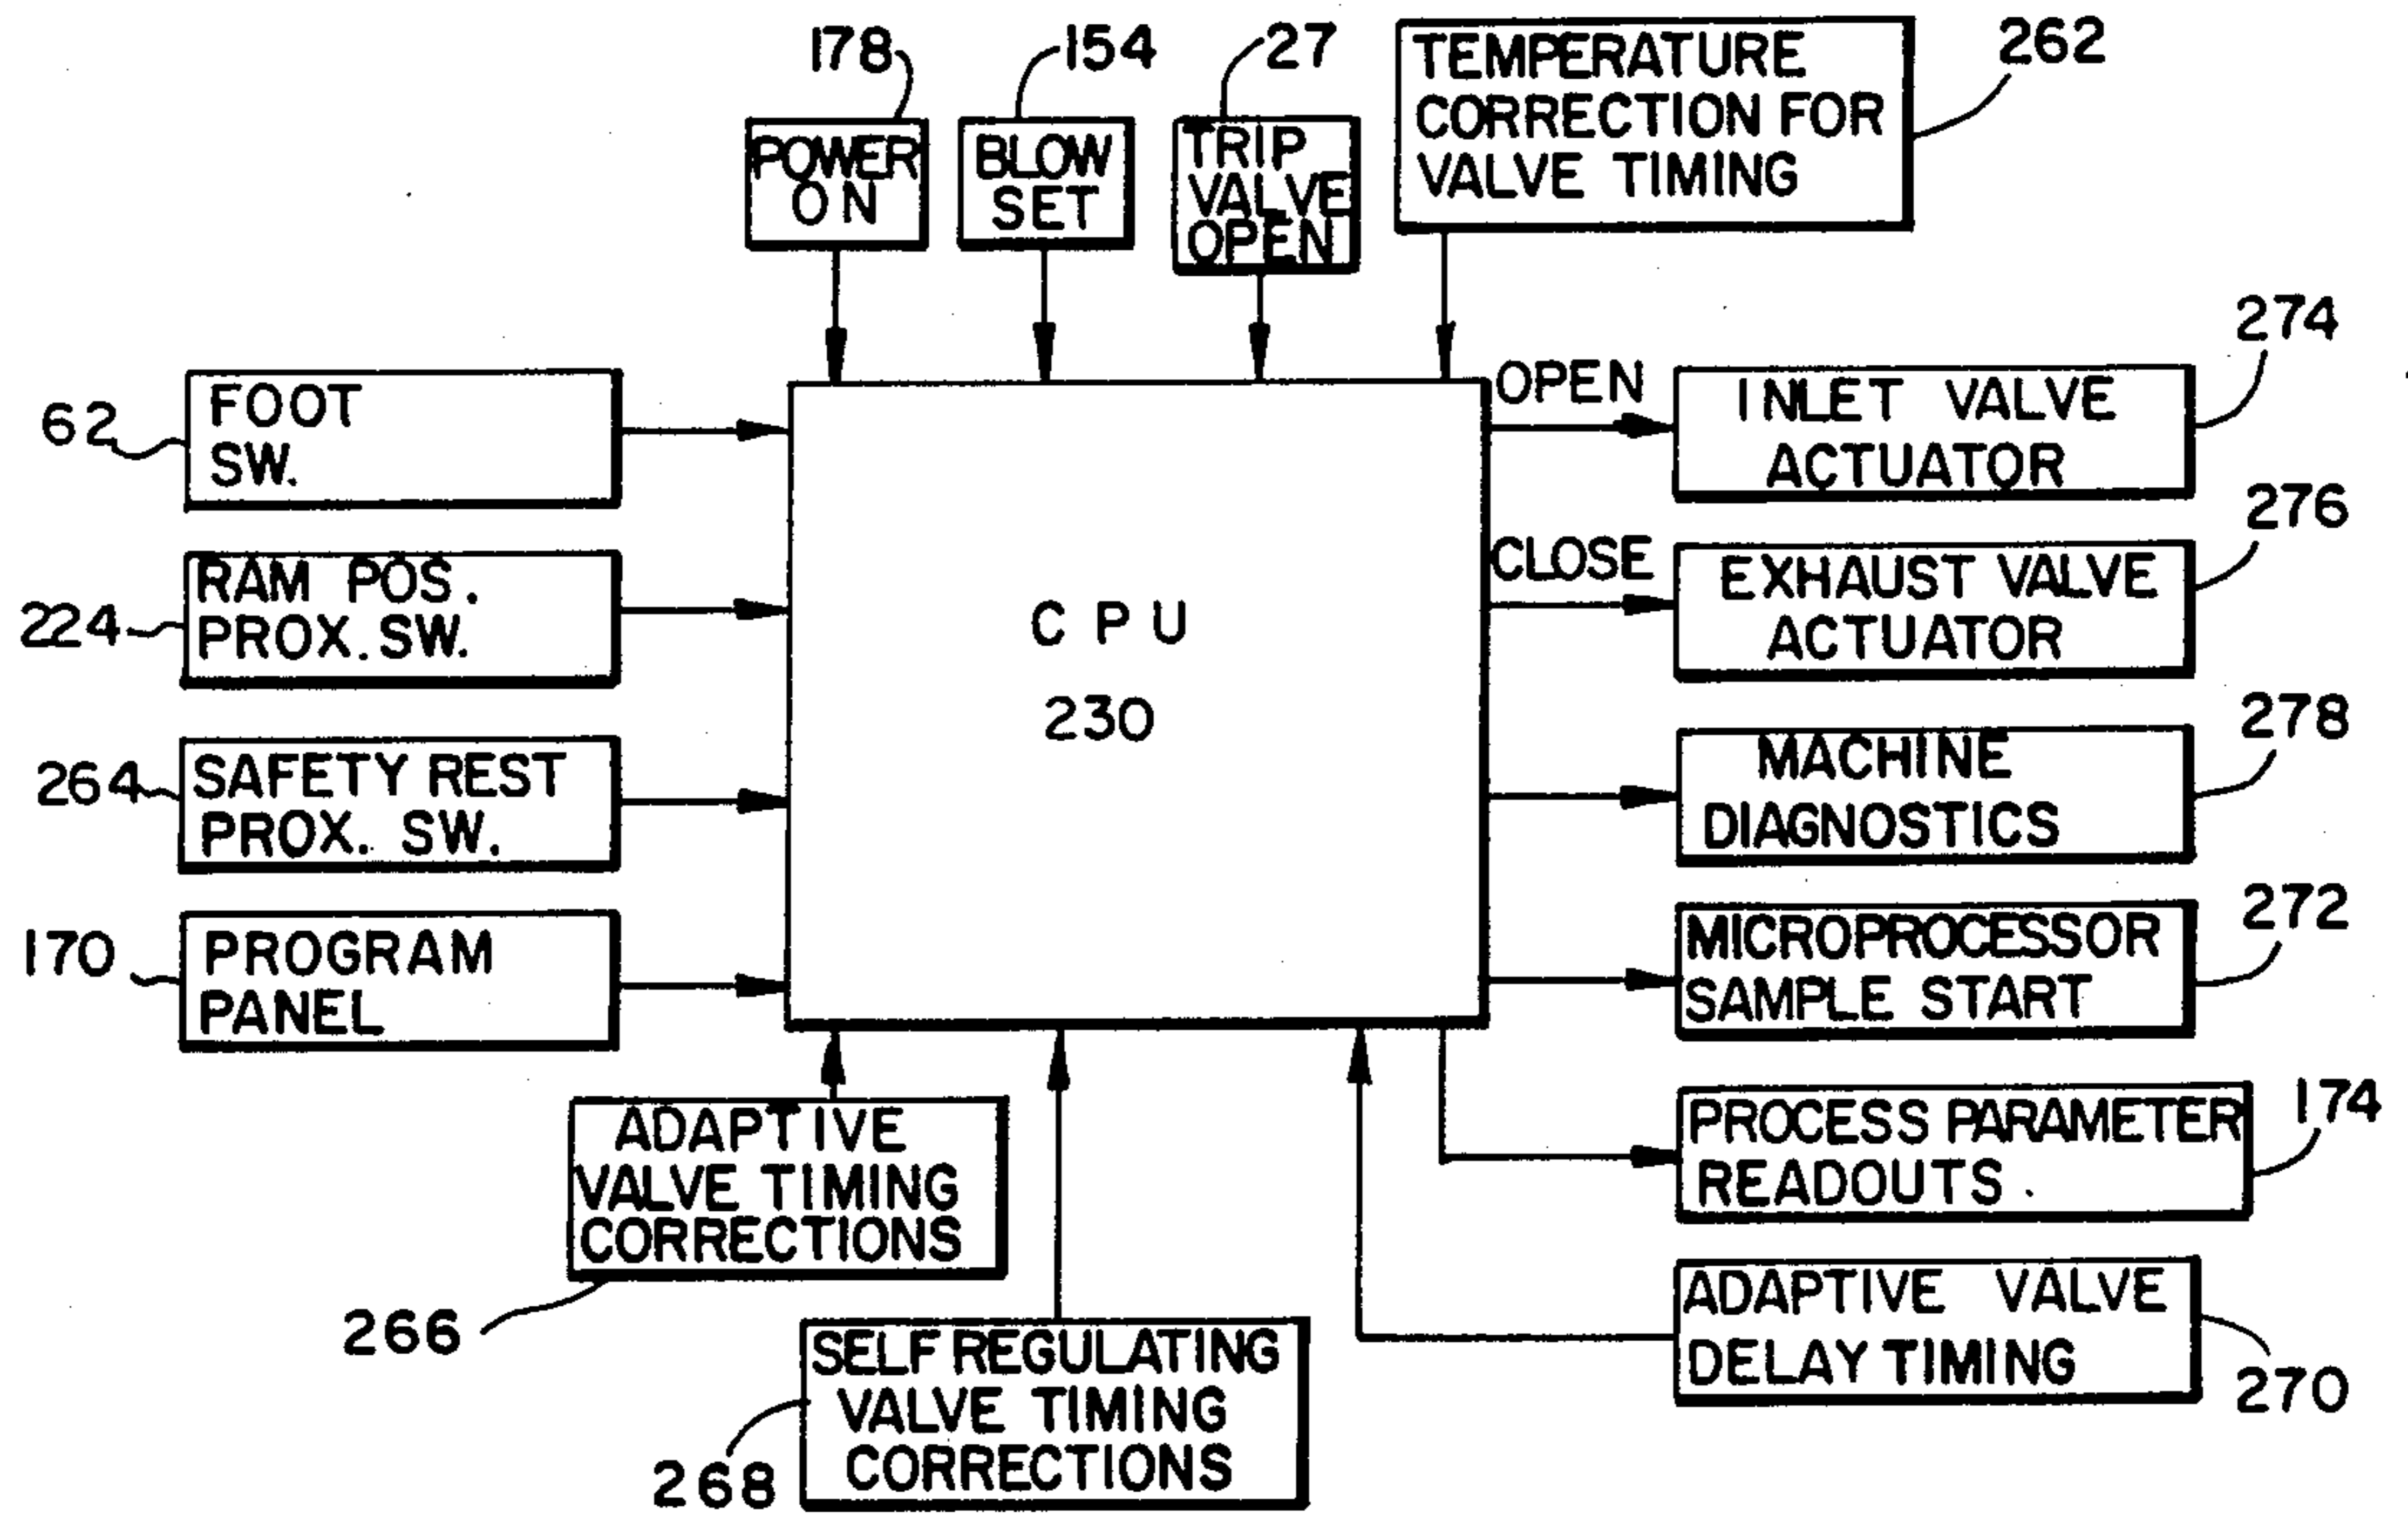 178
154
27
262
POWER
ON
BLOW
SET
TRIP
VALVE
OPEN
TEMPERATURE
CORRECTION FOR
VALVE TIMING
62
FOOT
SW.
224
RAM POS.
PROX. SW.
264
SAFETY REST
PROX. SW.
170
PROGRAM
PANEL
CPU
230
OPEN
INLET VALVE
ACTUATOR
274
CLOSE
EXHAUST VALVE
ACTUATOR
276
MACHINE
DIAGNOSTICS
278
MICROPROCESSOR
SAMPLE START
272
PROCESS PARAMETER
READOUTS.
174
ADAPTIVE VALVE
DELAY TIMING
270
ADAPTIVE
VALVE TIMING
CORRECTIONS
266
SELF REGULATING
VALVE TIMING
CORRECTIONS
268